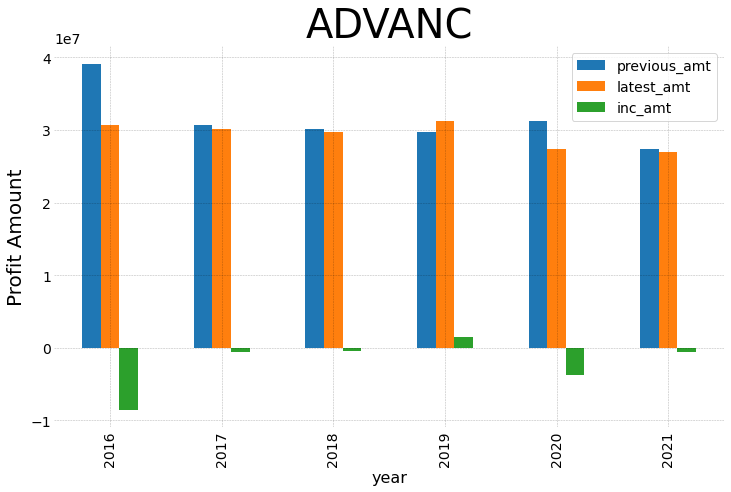 ADVANC
1e7
previous_amt
latest_amt
inc_amt
Profit Amount
4
3
2
1
0
−1
2016
2017
2018
2019
2020
2021
year